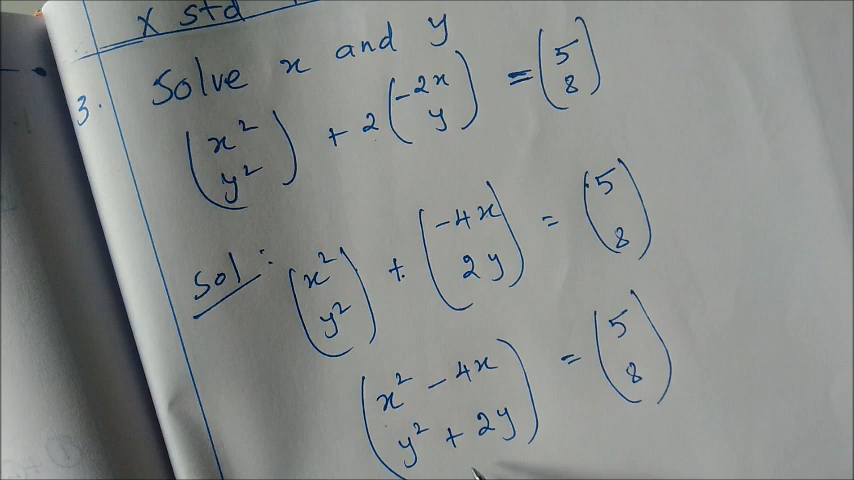 X std
3. Solve x and y
(x² y²) + 2(-2x y) = (5 8)
Sol: (x² y²) + (-4x 2y) = (5 8)
(x² - 4x y² + 2y) = (5 8)